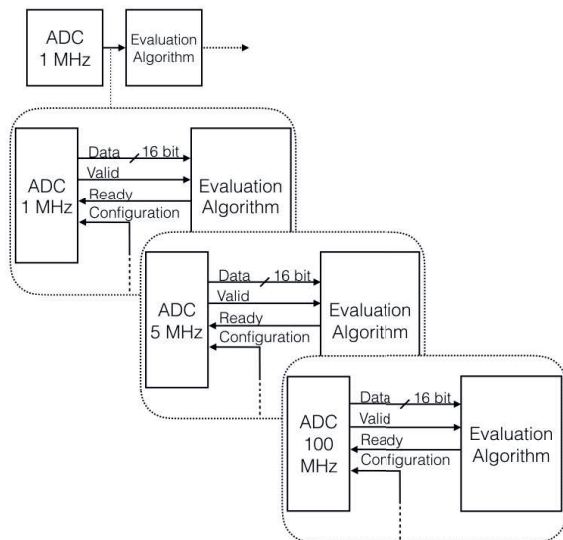 ADC
1 MHz
Evaluation
Algorithm
ADC
1 MHz
Data 16 bit
Valid
Ready
Configuration
Evaluation
Algorithm
ADC
5 MHz
Data 16 bit
Valid
Ready
Configuration
Evaluation
Algorithm
ADC
100
MHz
Data 16 bit
Valid
Ready
Configuration
Evaluation
Algorithm